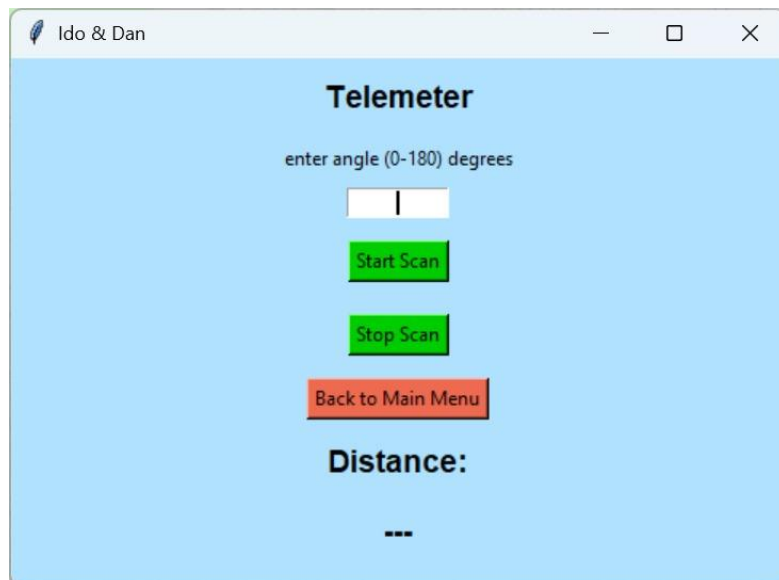 Ido & Dan
Telemeter
enter angle (0-180) degrees
Start Scan
Stop Scan
Back to Main Menu
Distance:
---